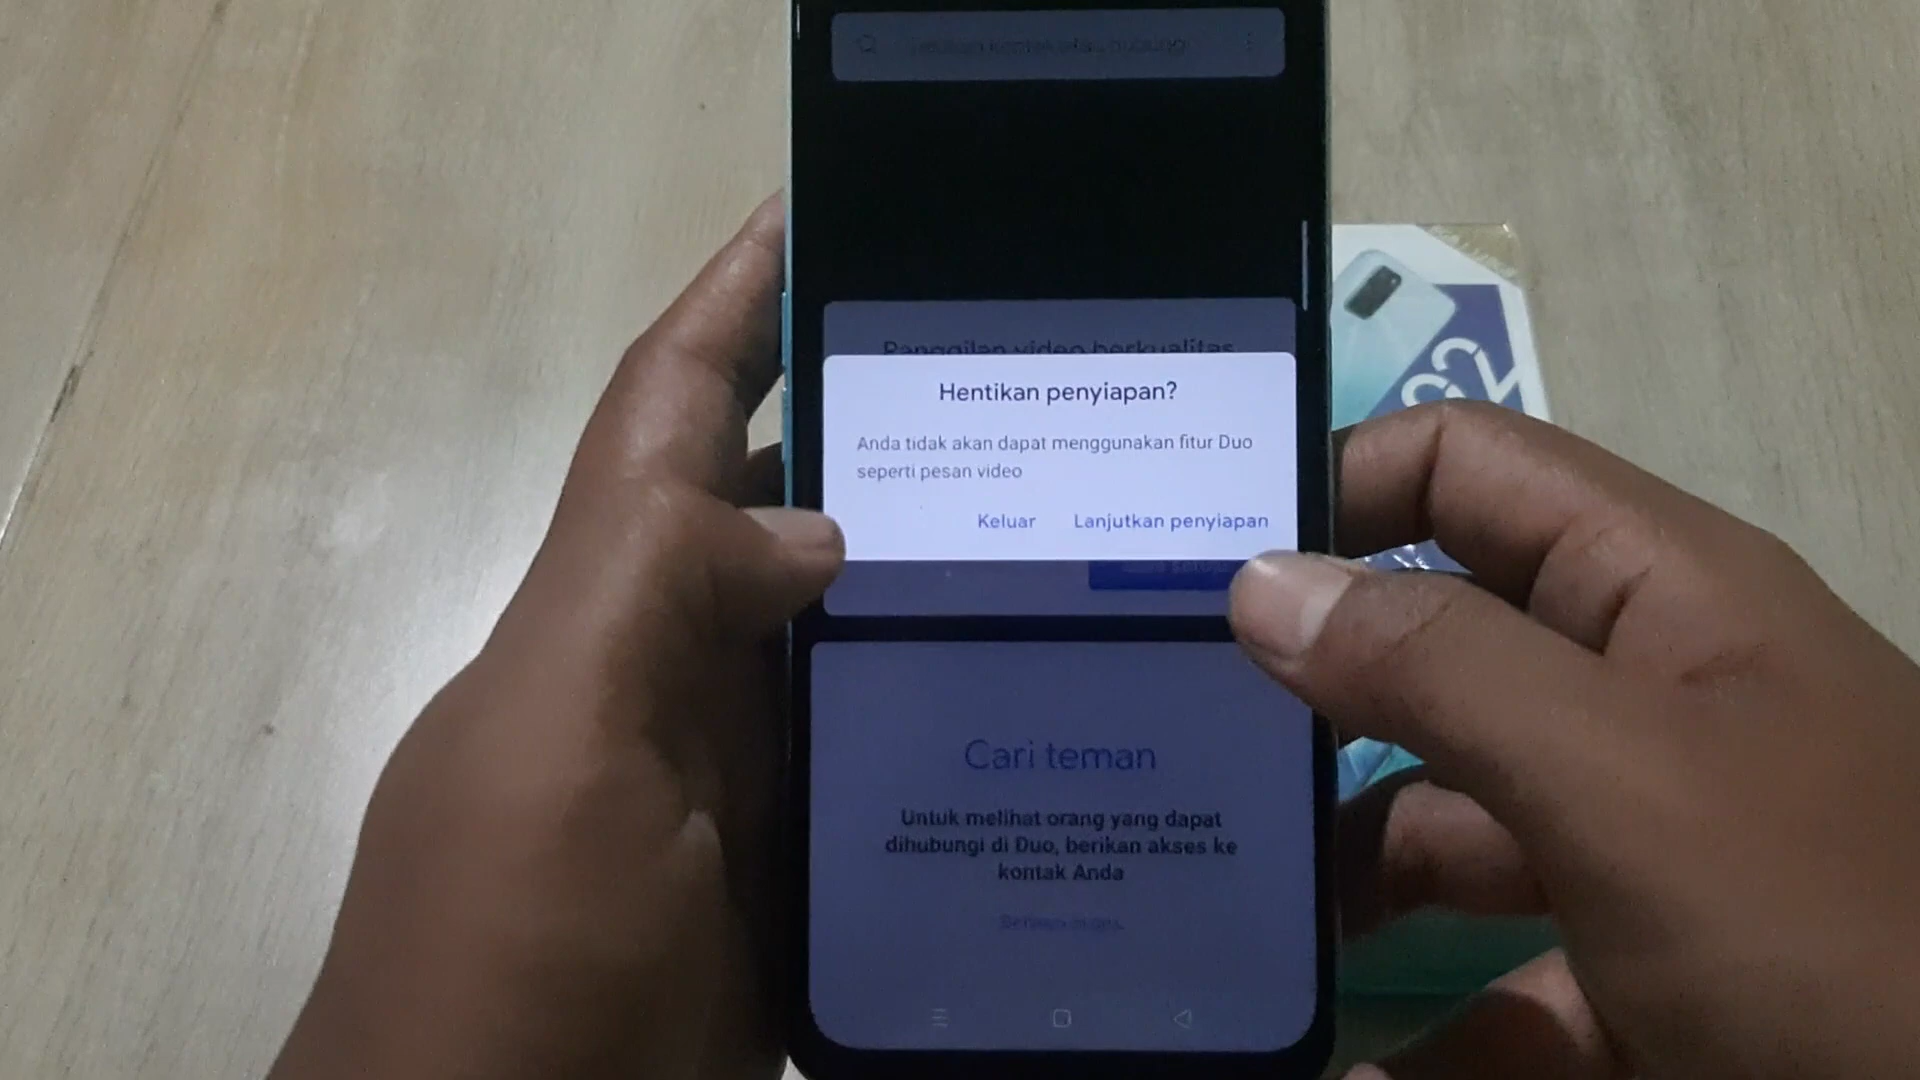 Panggilan video berkualitas
Hentikan penyiapan?
Anda tidak akan dapat menggunakan fitur Duo
seperti pesan video
Keluar Lanjutkan penyiapan
Cari teman
Untuk melihat orang yang dapat
dihubungi di Duo, berikan akses ke
kontak Anda